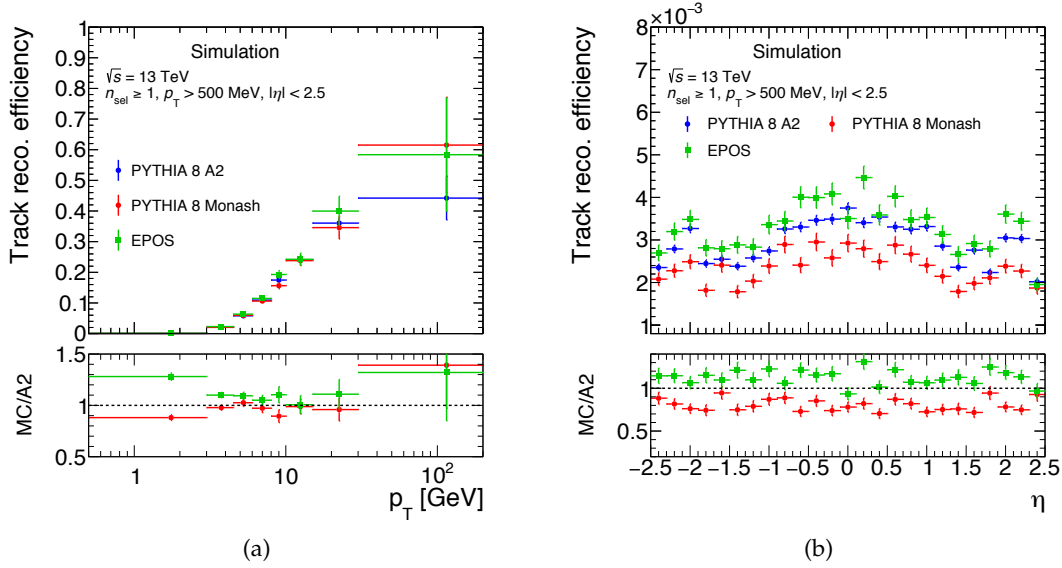 Track reco. efficiency
1
0.9
0.8
0.7
0.6
0.5
0.4
0.3
0.2
0.1
0
Simulation
√s = 13 TeV
n_sel ≥ 1, p_T > 500 MeV, |η| < 2.5
PYTHIA 8 A2
PYTHIA 8 Monash
EPOS
MC/A2
1.5
1
0.5
1 10 10²
p_T [GeV]
(a)
Track reco. efficiency
×10⁻³
8
7
6
5
4
3
2
1
Simulation
√s = 13 TeV
n_sel ≥ 1, p_T > 500 MeV, |η| < 2.5
PYTHIA 8 A2 PYTHIA 8 Monash
EPOS
MC/A2
1
0.5
−2.5 −2 −1.5 −1 −0.5 0 0.5 1 1.5 2 2.5
η
(b)